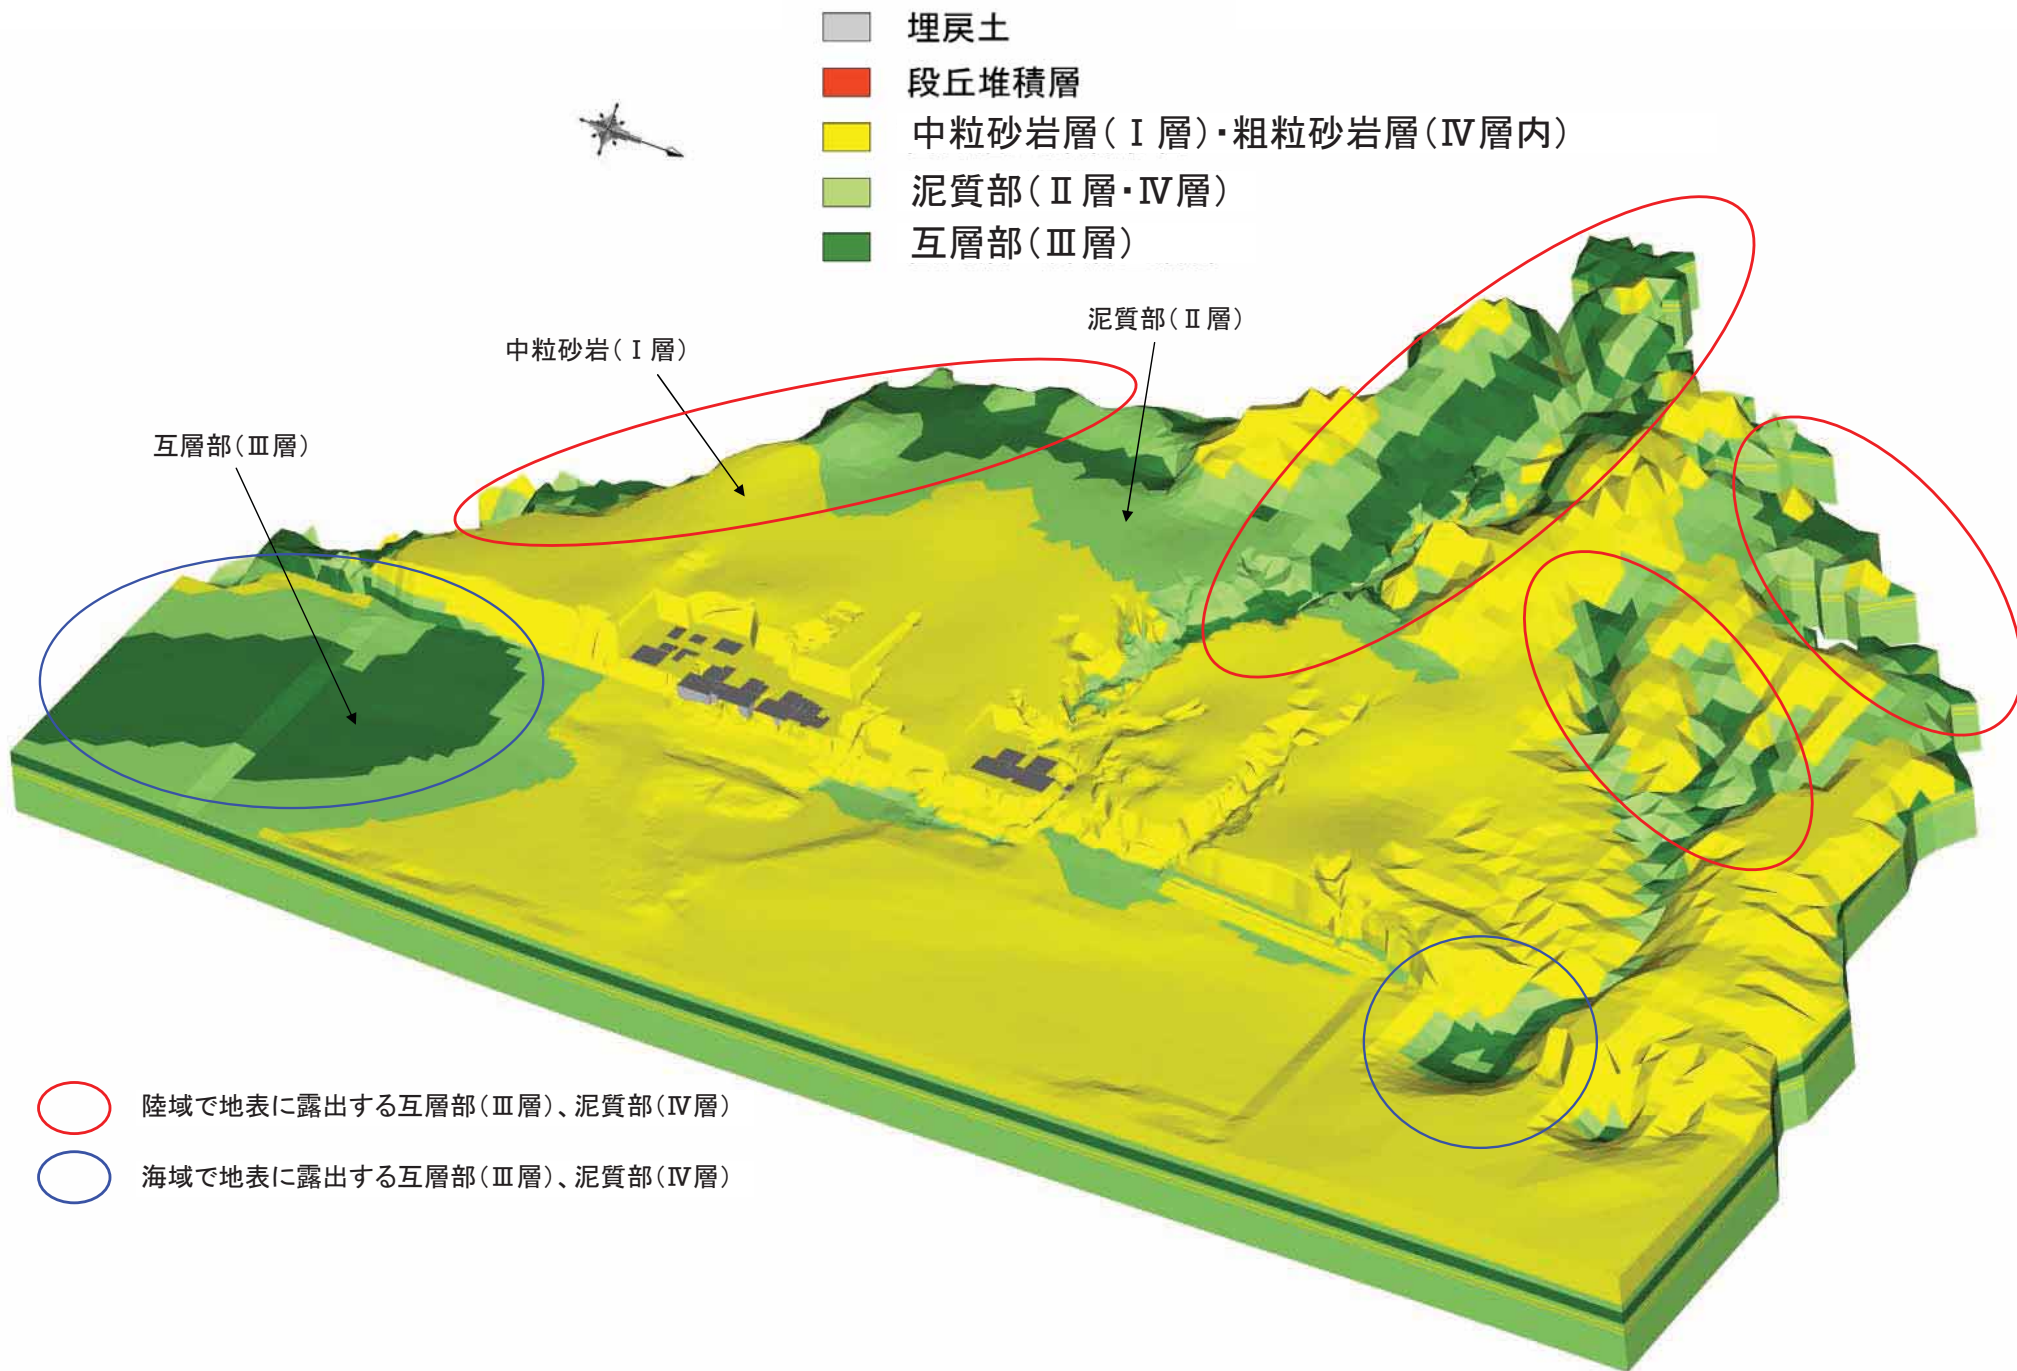 埋戻土
段丘堆積層
中粒砂岩層(Ⅰ層)・粗粒砂岩層(Ⅳ層内)
泥質部(Ⅱ層・Ⅳ層)
互層部(Ⅲ層)
泥質部(Ⅱ層)
中粒砂岩(Ⅰ層)
互層部(Ⅲ層)
陸域で地表に露出する互層部(Ⅲ層)、泥質部(Ⅳ層)
海域で地表に露出する互層部(Ⅲ層)、泥質部(Ⅳ層)